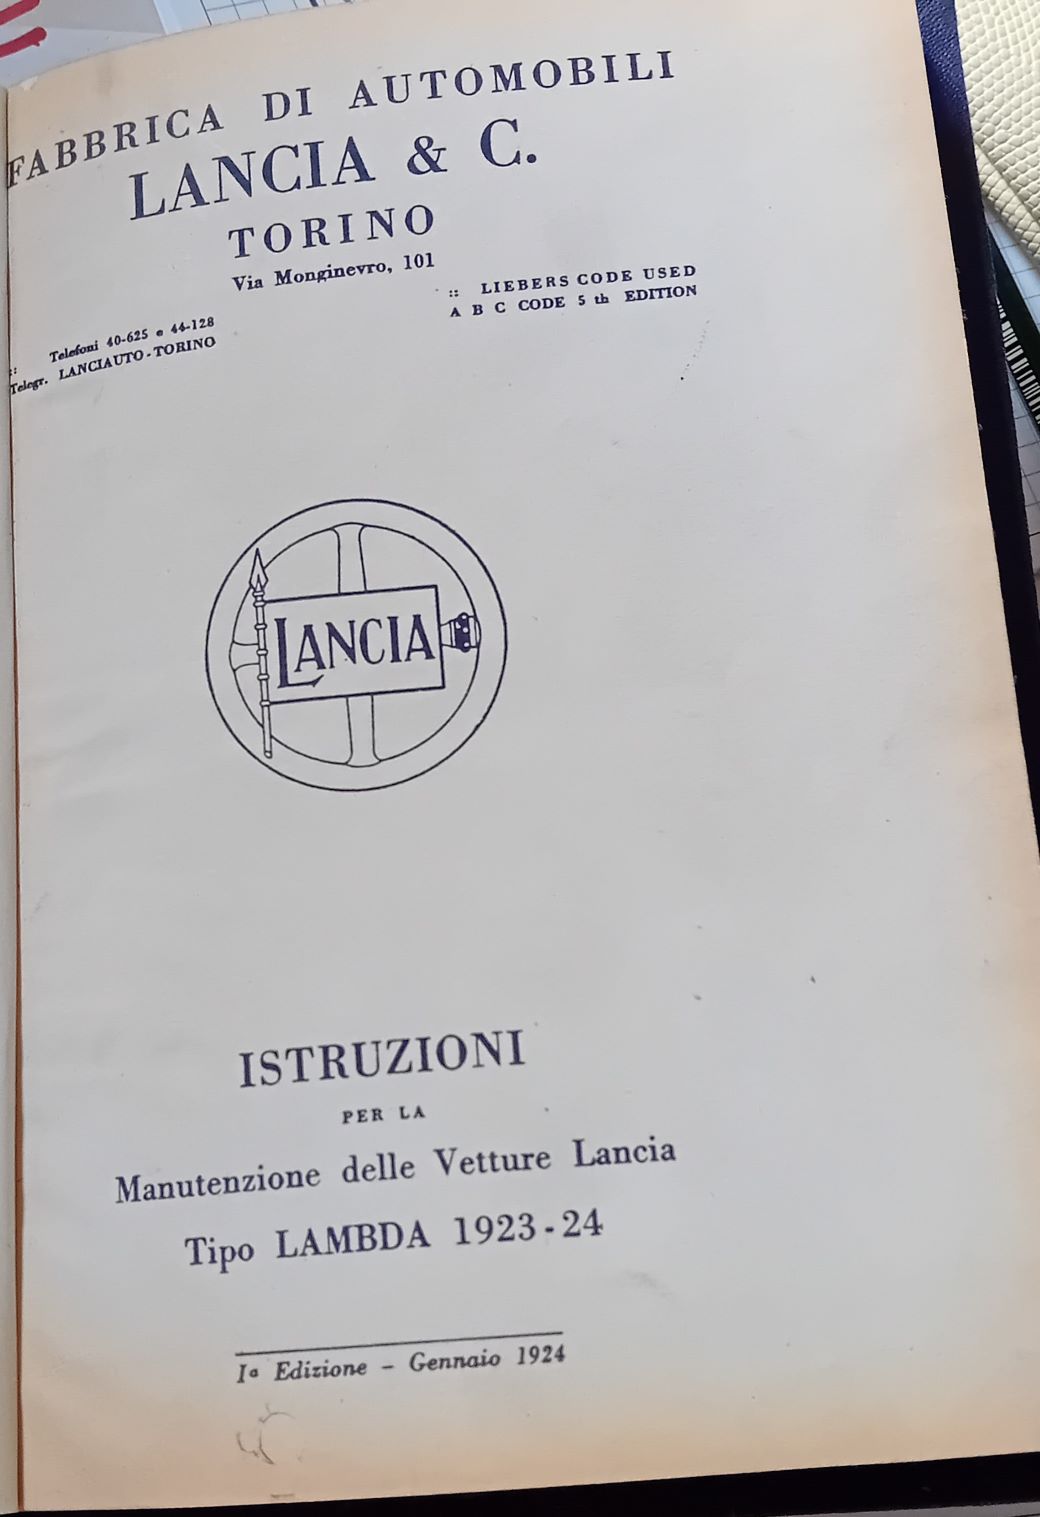 FABBRICA DI AUTOMOBILI
LANCIA & C.
TORINO
Via Monginevro, 101
:: Telefoni 40-625 e 44-128
Telegr. LANCIAUTO - TORINO
:: LIEBERS CODE USED
A B C CODE 5 th EDITION
LANCIA
ISTRUZIONI
PER LA
Manutenzione delle Vetture Lancia
Tipo LAMBDA 1923-24
Iª Edizione - Gennaio 1924